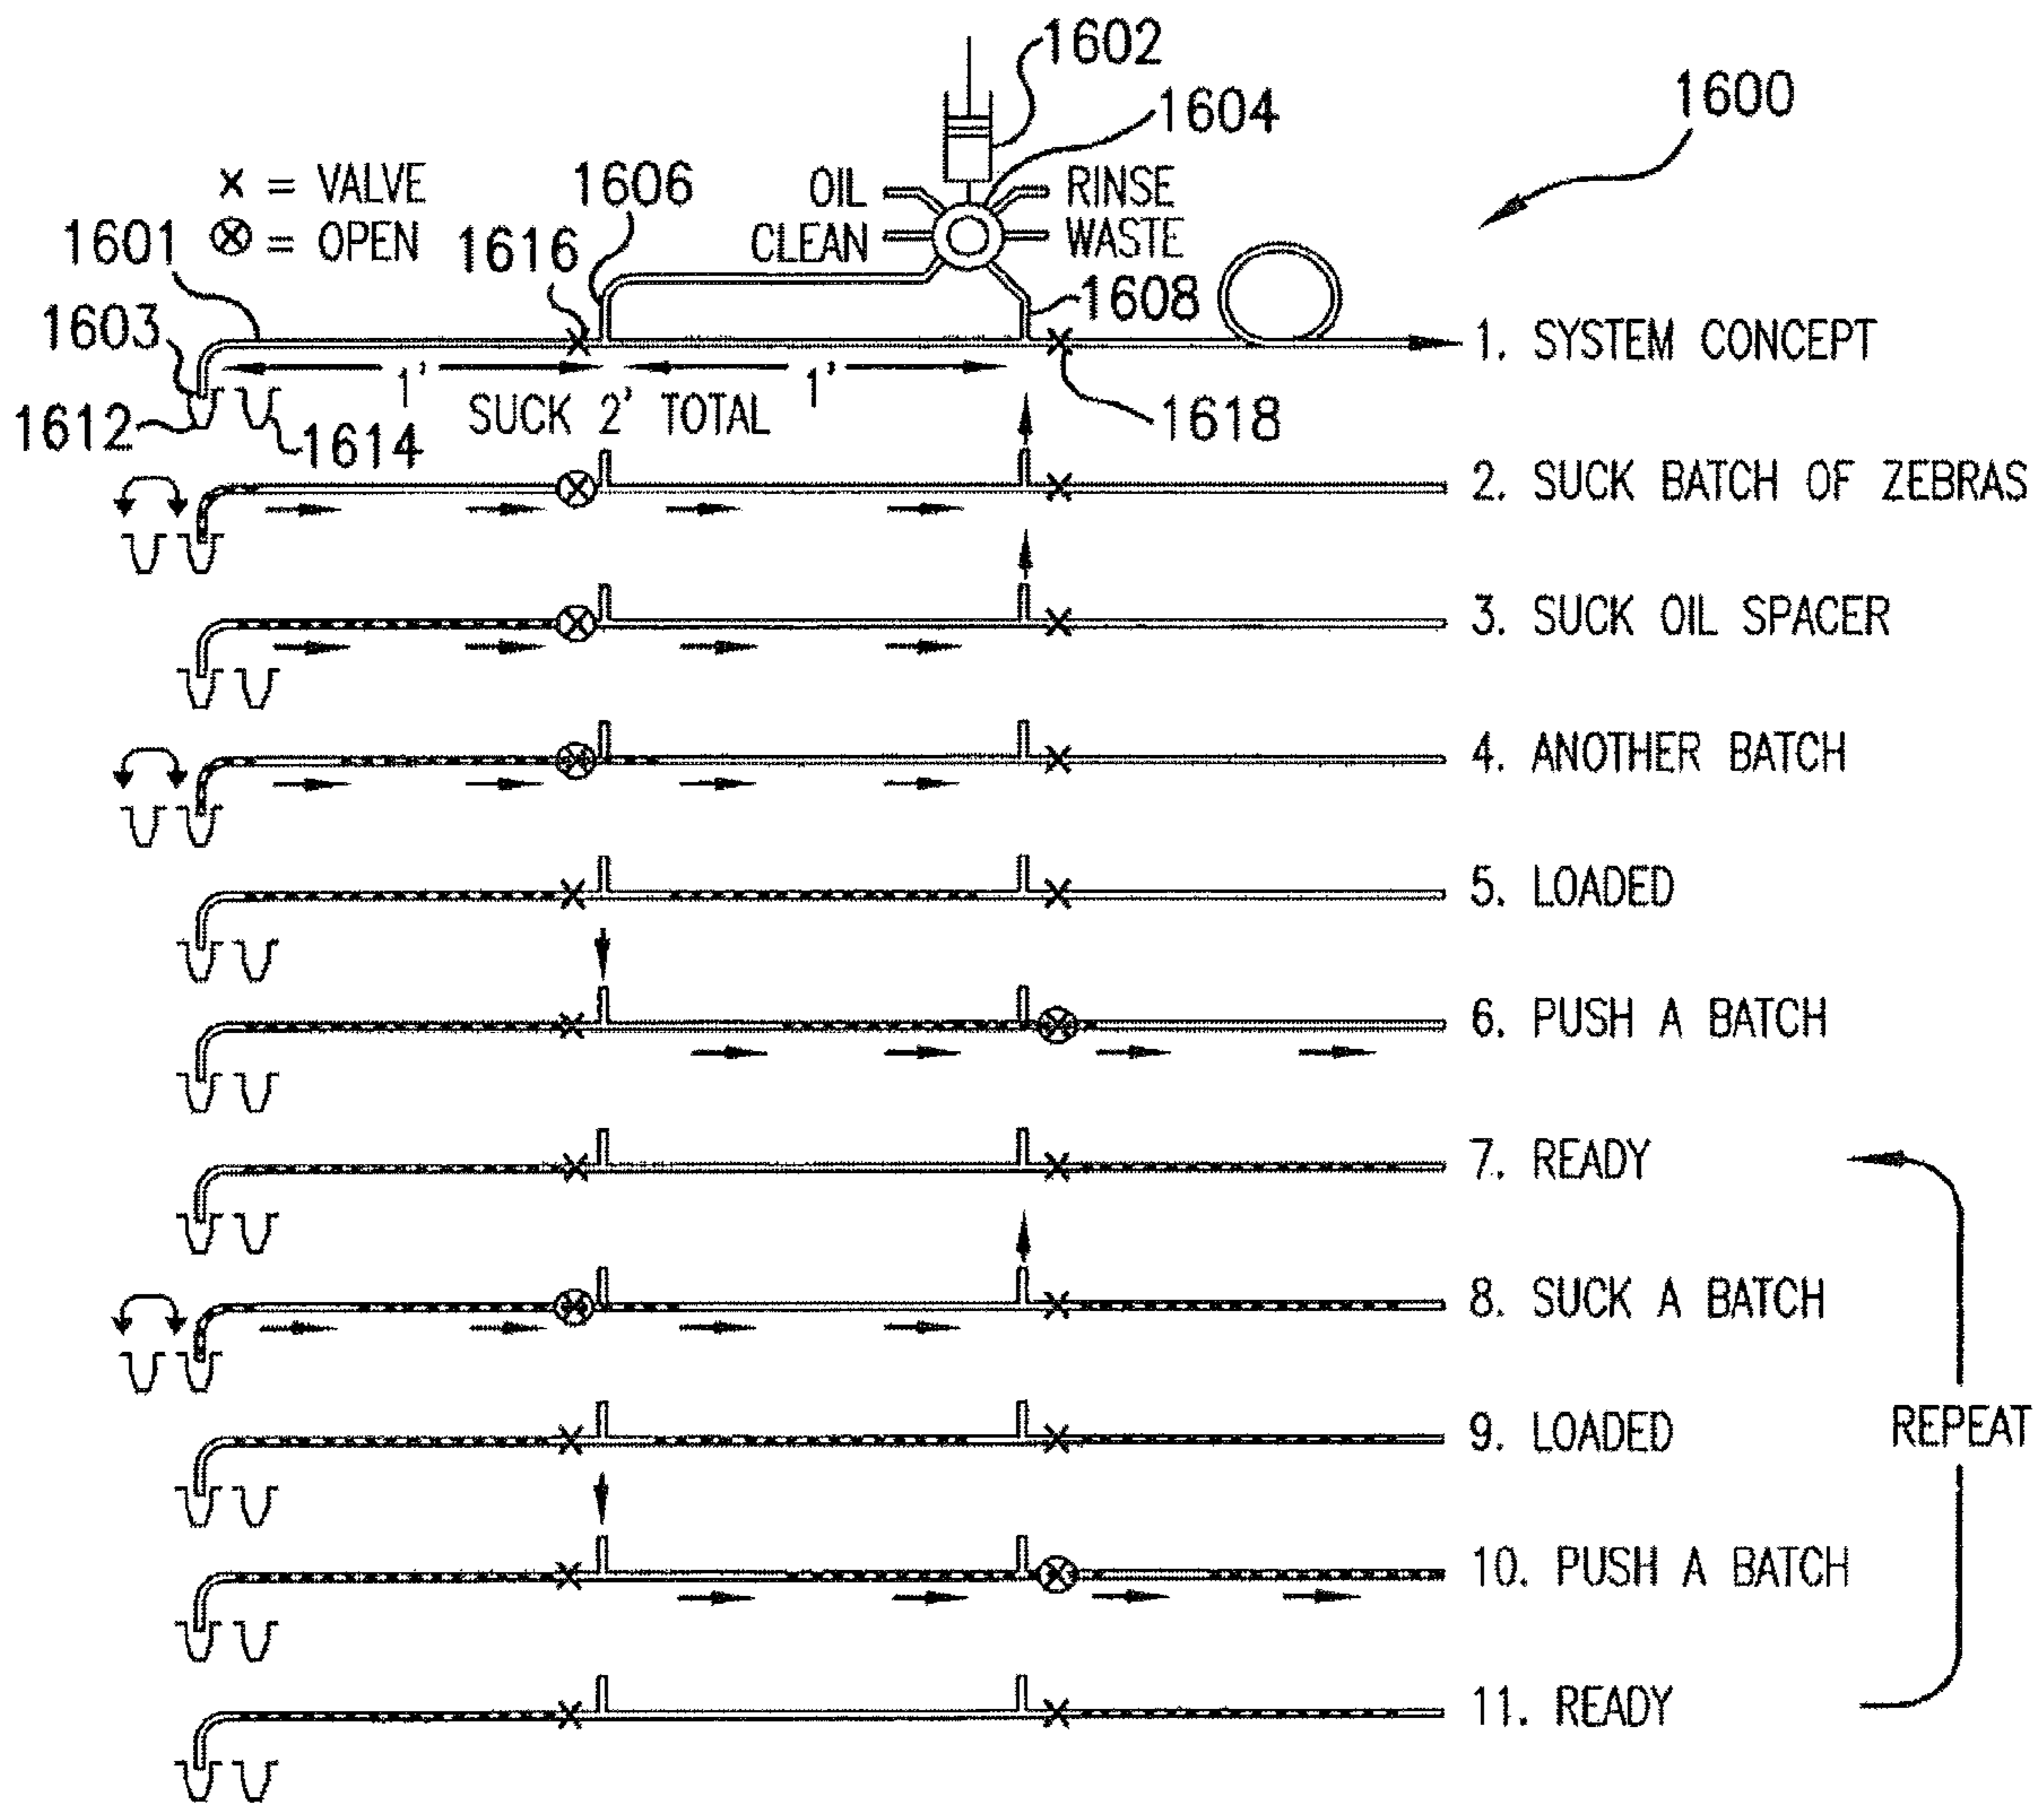 1602
1604
1600
× = VALVE
1606
OIL
RINSE
1601
⊗ = OPEN
1616
CLEAN
WASTE
1603
1608
1. SYSTEM CONCEPT
1'
1'
1612
SUCK 2' TOTAL
1618
1614
2. SUCK BATCH OF ZEBRAS
3. SUCK OIL SPACER
4. ANOTHER BATCH
5. LOADED
6. PUSH A BATCH
7. READY
8. SUCK A BATCH
9. LOADED
REPEAT
10. PUSH A BATCH
11. READY